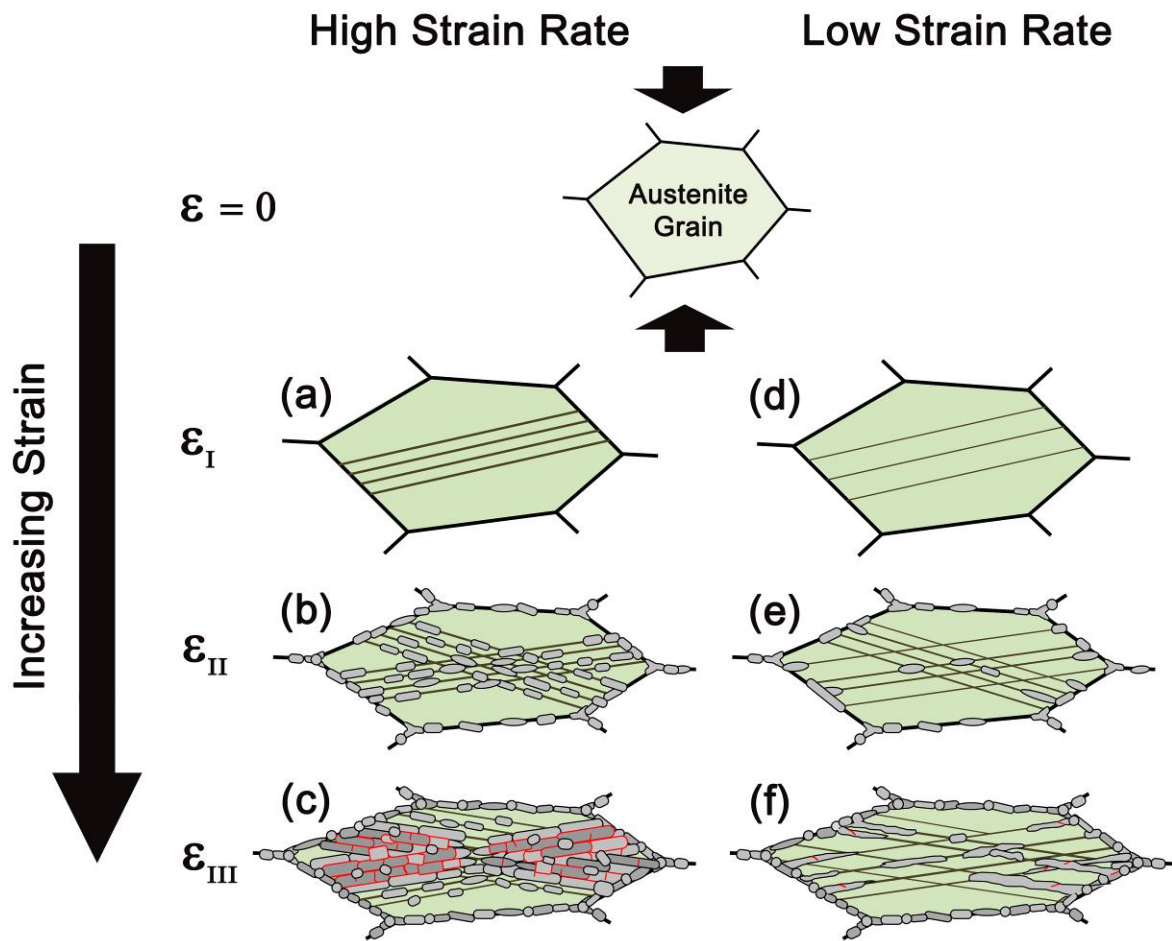 High Strain Rate
Low Strain Rate
Austenite
Grain
ε = 0
Increasing Strain
(a)
(d)
ε_I
(b)
(e)
ε_II
(c)
(f)
ε_III